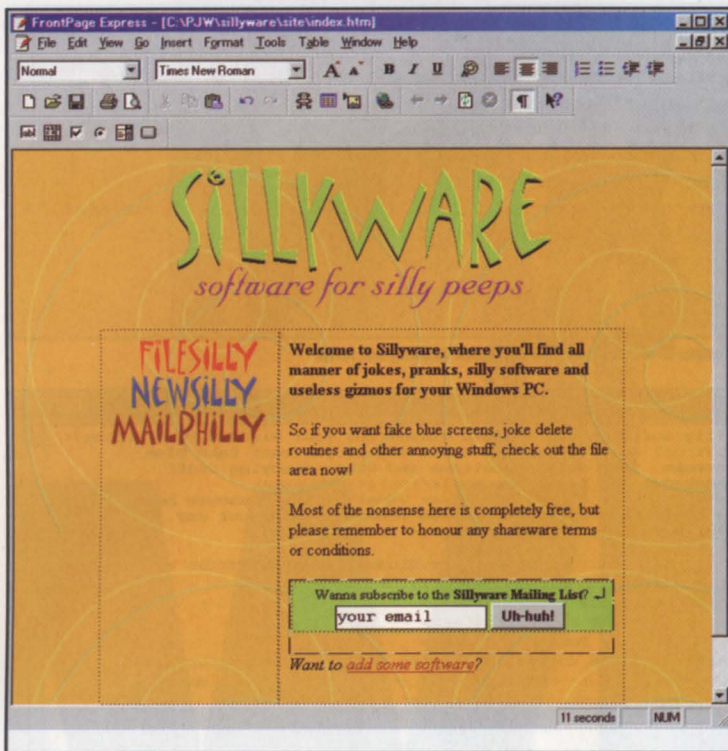 FrontPage Express - [C:\PJW\sillyware\site\index.htm]
File Edit View Go Insert Format Tools Table Window Help
Normal Times New Roman A A B I U
SiLLYWARE
software for silly peeps
FiLESiLLY
NEWSiLLY
MAiLPHiLLY
Welcome to Sillyware, where you'll find all
manner of jokes, pranks, silly software and
useless gizmos for your Windows PC.
So if you want fake blue screens, joke delete
routines and other annoying stuff, check out the file
area now!
Most of the nonsense here is completely free, but
please remember to honour any shareware terms
or conditions.
Wanna subscribe to the Sillyware Mailing List?
your email Uh-huh!
Want to add some software?
11 seconds NUM